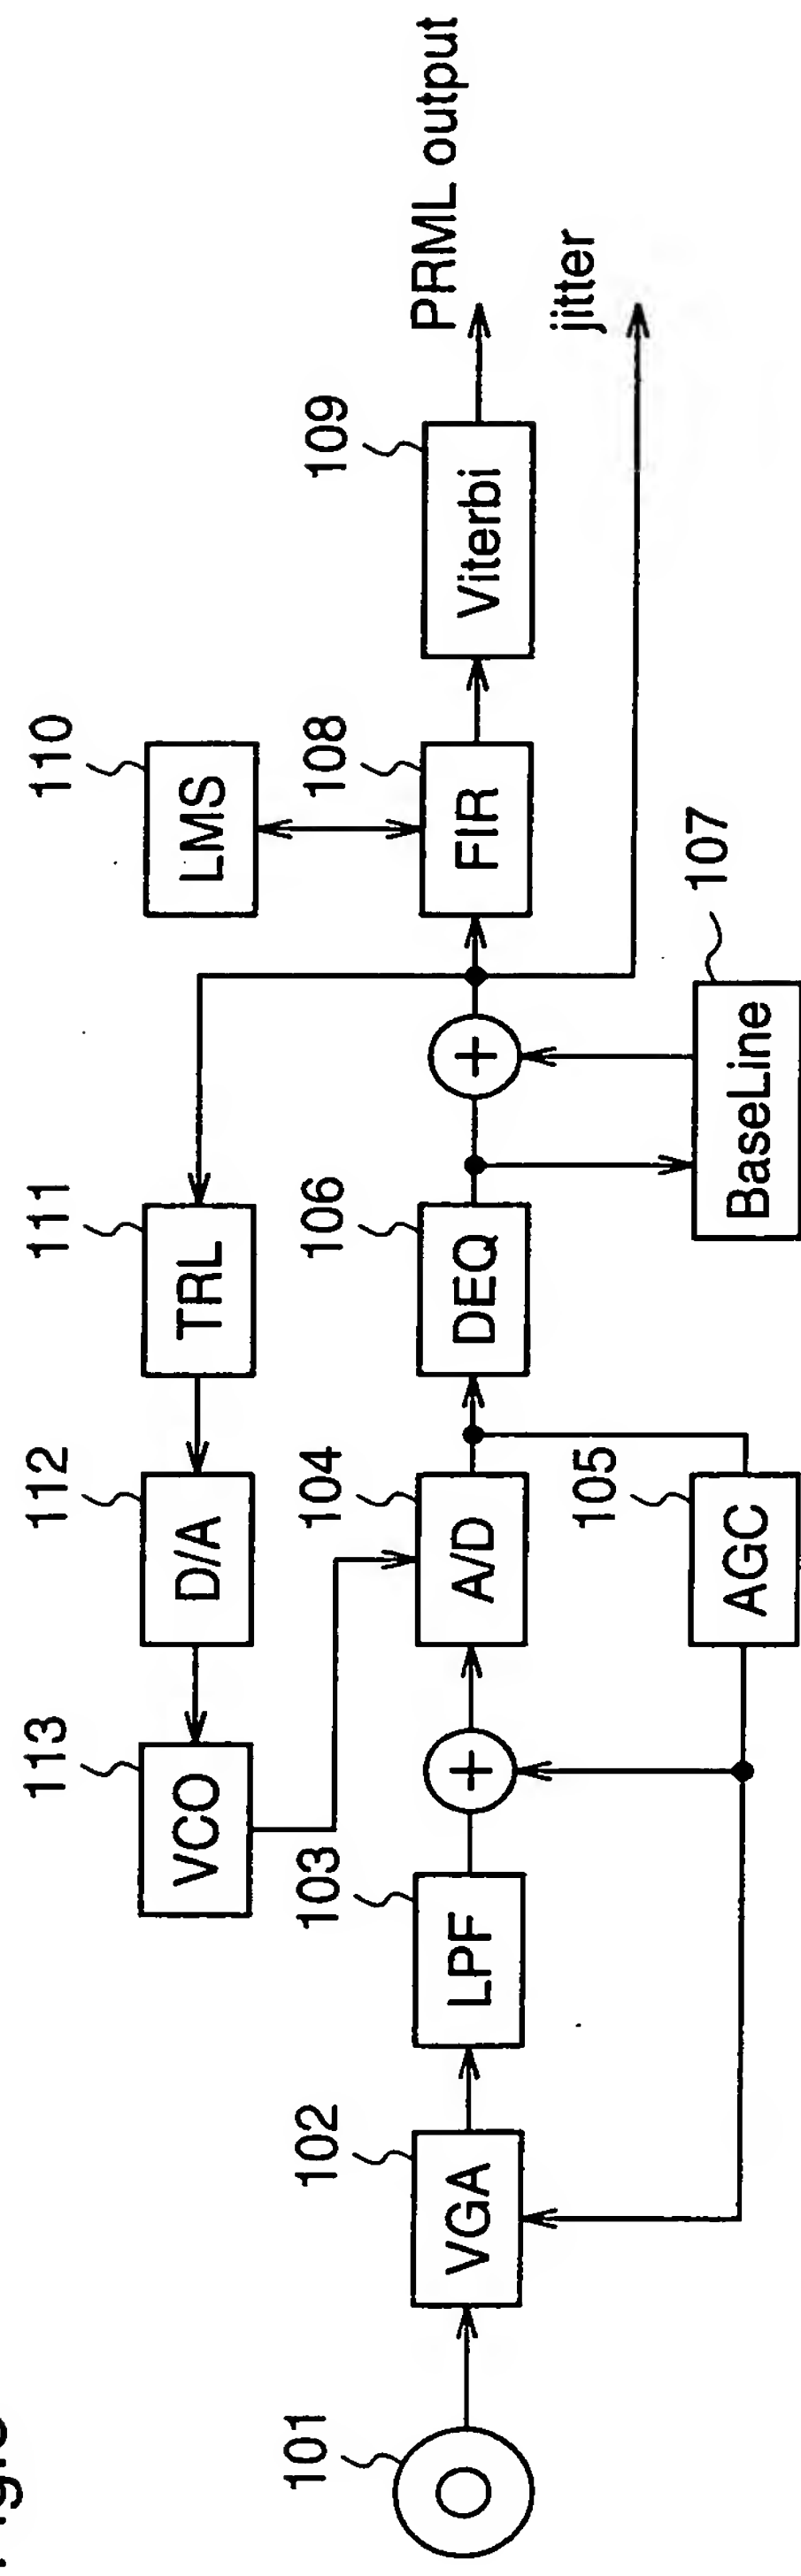 113 112 111 110
VCO D/A TRL LMS
101 102 103 104 106 108 109 PRML output
VGA LPF + A/D DEQ + FIR Viterbi
jitter
105 107
AGC BaseLine